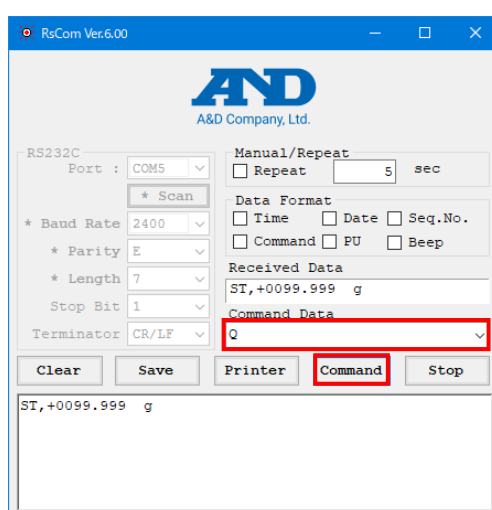 RsCom Ver.6.00
AND
A&D Company, Ltd.
RS232C
Port : COM5
* Scan
* Baud Rate 2400
* Parity E
* Length 7
Stop Bit 1
Terminator CR/LF
Manual/Repeat
Repeat 5 sec
Data Format
Time Date Seq.No.
Command PU Beep
Received Data
ST,+0099.999 g
Command Data
Q
Clear Save Printer Command Stop
ST,+0099.999 g